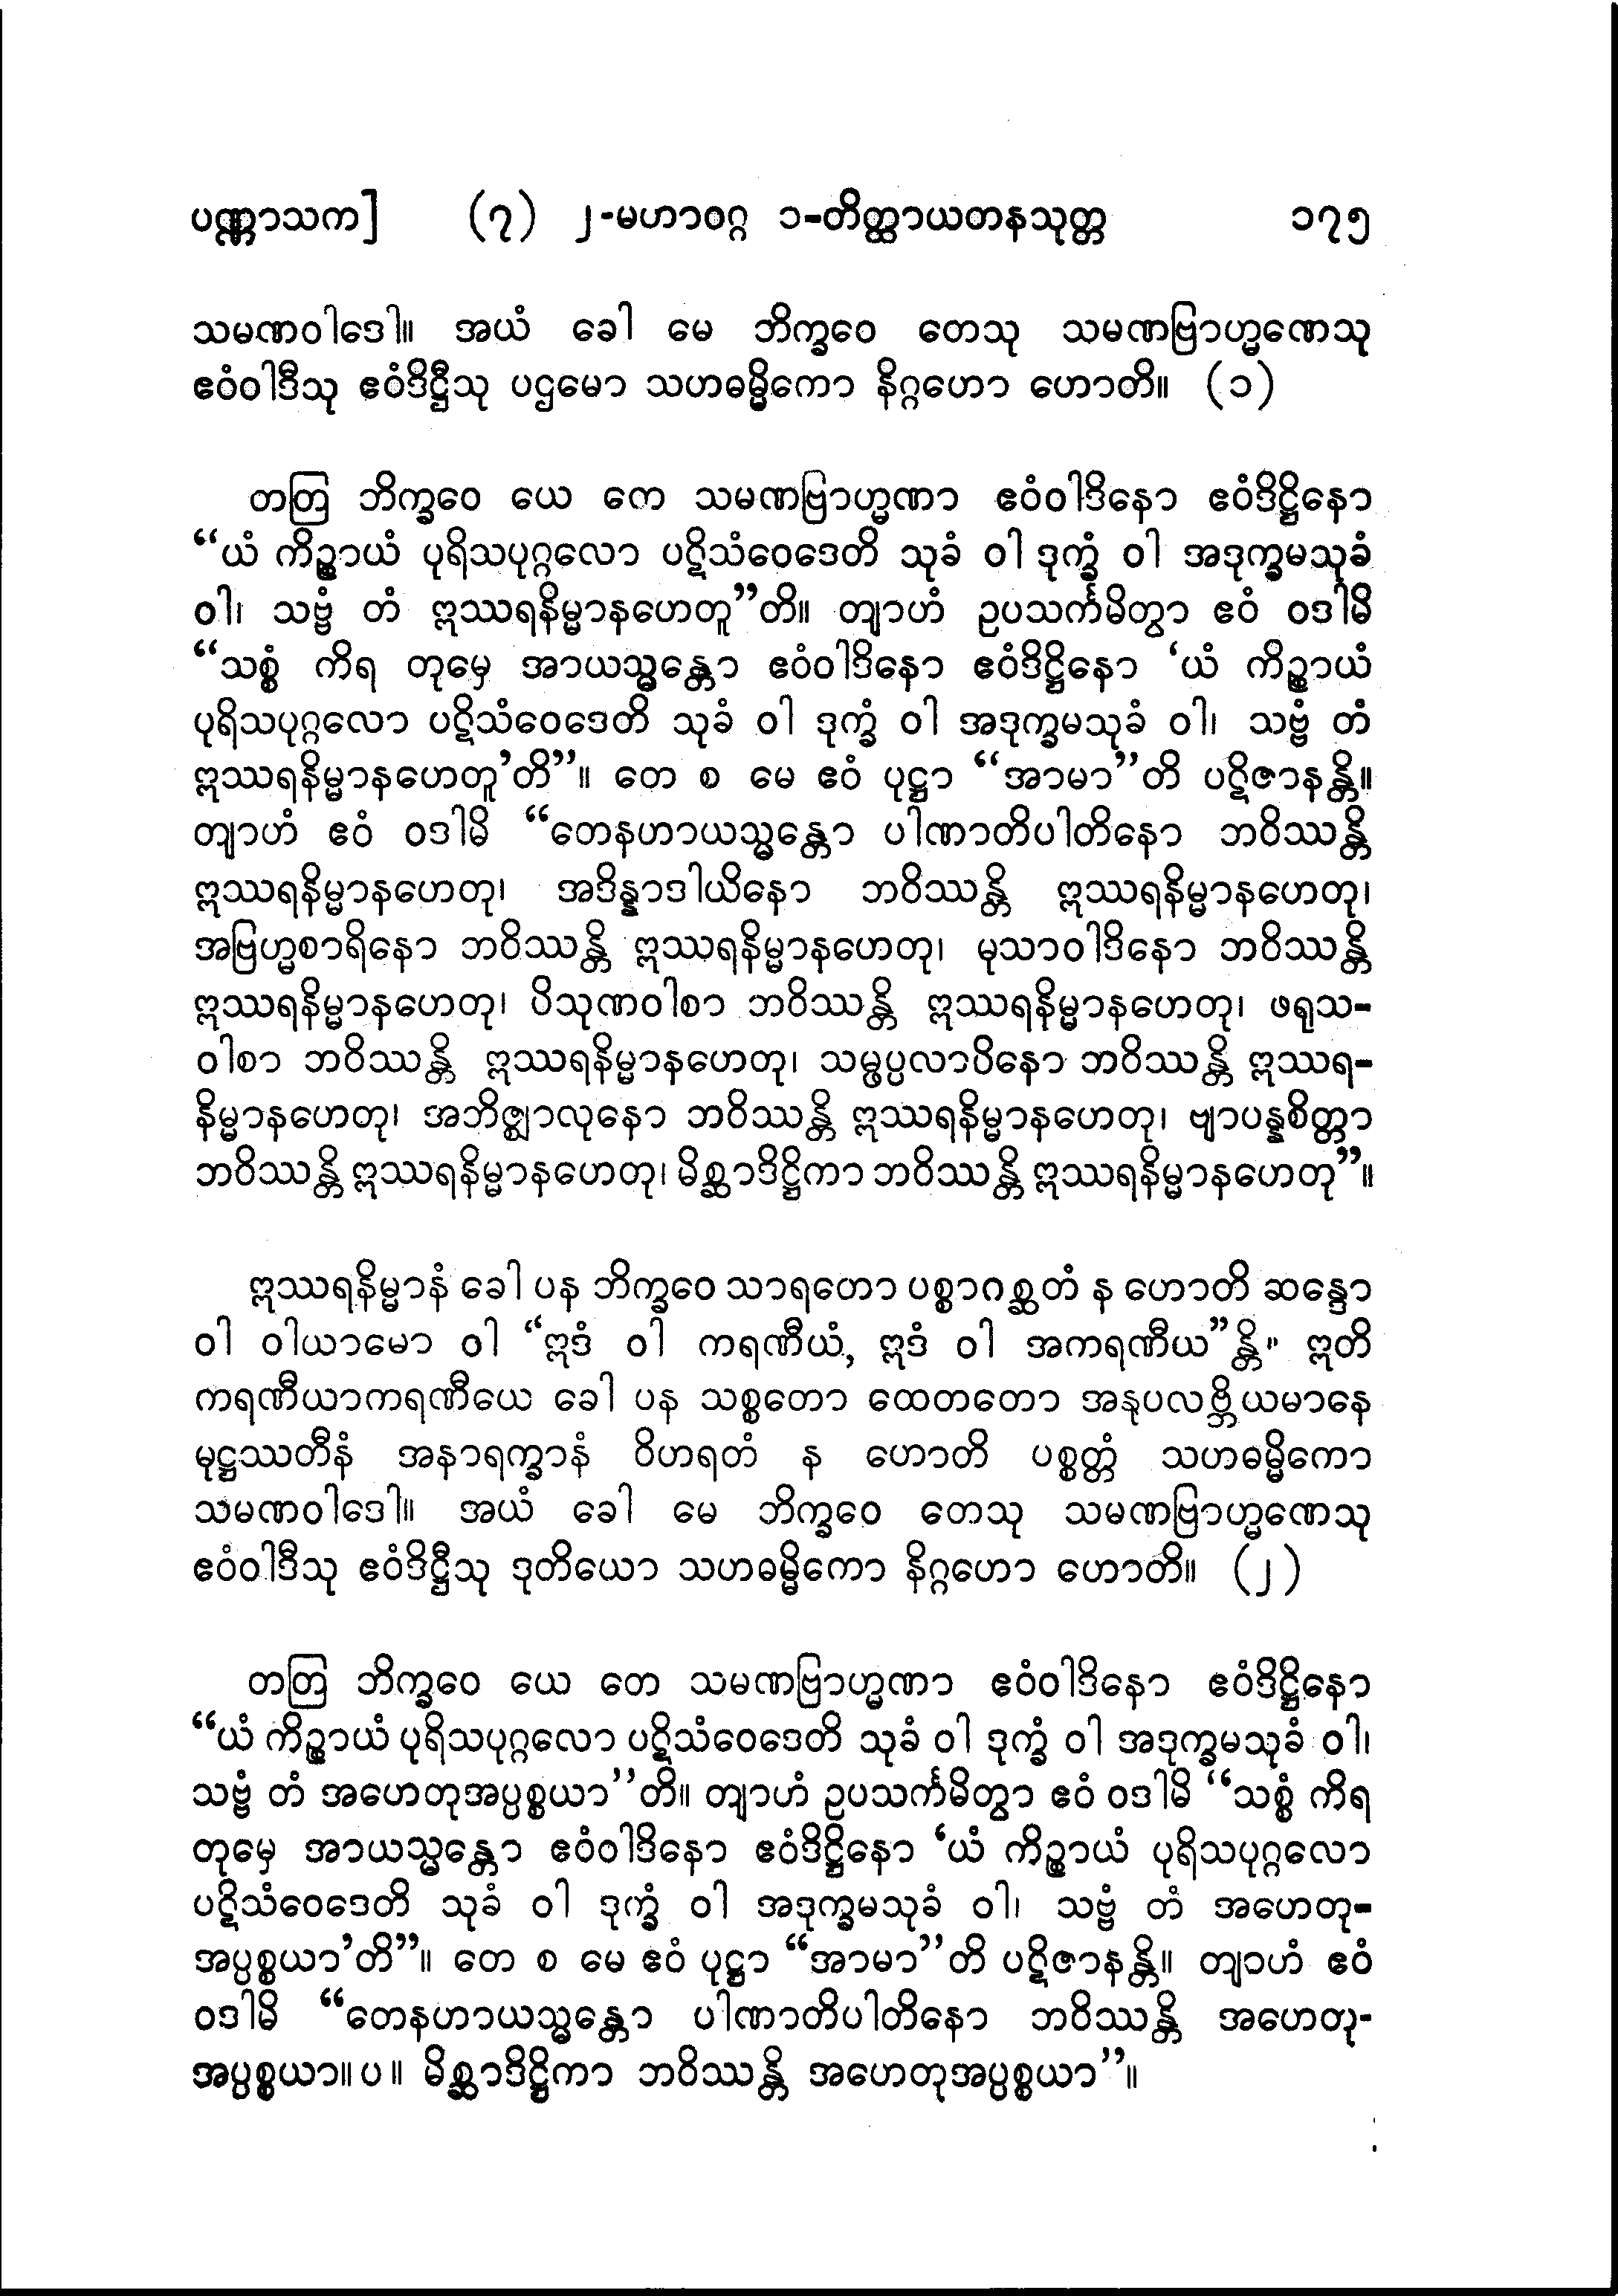 ပဏ္ဏာသက] (၇) ၂-မဟာဝဂ္ဂ ၁-တိတ္ထာယတနသုတ္တ ၁၇၅
သမဏဝါဒေါ။ အယံ ခေါ မေ ဘိက္ခဝေ တေသု သမဏဗြာဟ္မဏေသု
ဧဝံဝါဒီသု ဧဝံဒိဋ္ဌီသု ပဌမော သဟဓမ္မိကော နိဂ္ဂဟော ဟောတိ။ (၁)
တတြ ဘိက္ခဝေ ယေ တေ သမဏဗြာဟ္မဏာ ဧဝံဝါဒိနော ဧဝံဒိဋ္ဌိနော
“ယံ ကိဉ္စာယံ ပုရိသပုဂ္ဂလော ပဋိသံဝေဒေတိ သုခံ ဝါ ဒုက္ခံ ဝါ အဒုက္ခမသုခံ
ဝါ၊ သဗ္ဗံ တံ ဣဿရနိမ္မာနဟေတူ”တိ။ တျာဟံ ဥပသင်္ကမိတွာ ဧဝံ ဝဒါမိ
“သစ္စံ ကိရ တုမှေ အာယသ္မန္တော ဧဝံဝါဒိနော ဧဝံဒိဋ္ဌိနော ‘ယံ ကိဉ္စာယံ
ပုရိသပုဂ္ဂလော ပဋိသံဝေဒေတိ သုခံ ဝါ ဒုက္ခံ ဝါ အဒုက္ခမသုခံ ဝါ၊ သဗ္ဗံ တံ
ဣဿရနိမ္မာနဟေတူ’တိ”။ တေ စ မေ ဧဝံ ပုဋ္ဌာ “အာမာ”တိ ပဋိဇာနန္တိ။
တျာဟံ ဧဝံ ဝဒါမိ “တေနဟာယသ္မန္တော ပါဏာတိပါတိနော ဘဝိဿန္တိ
ဣဿရနိမ္မာနဟေတု၊ အဒိန္နာဒါယိနော ဘဝိဿန္တိ ဣဿရနိမ္မာနဟေတု၊
အဗြဟ္မစာရိနော ဘဝိဿန္တိ ဣဿရနိမ္မာနဟေတု၊ မုသာဝါဒိနော ဘဝိဿန္တိ
ဣဿရနိမ္မာနဟေတု၊ ပိသုဏဝါစာ ဘဝိဿန္တိ ဣဿရနိမ္မာနဟေတု၊ ဖရုသ-
ဝါစာ ဘဝိဿန္တိ ဣဿရနိမ္မာနဟေတု၊ သမ္ဖပ္ပလာပိနော ဘဝိဿန္တိ ဣဿရ-
နိမ္မာနဟေတု၊ အဘိဇ္ဈာလုနော ဘဝိဿန္တိ ဣဿရနိမ္မာနဟေတု၊ ဗျာပန္နစိတ္တာ
ဘဝိဿန္တိ ဣဿရနိမ္မာနဟေတု၊ မိစ္ဆာဒိဋ္ဌိကာ ဘဝိဿန္တိ ဣဿရနိမ္မာနဟေတု”။
ဣဿရနိမ္မာနံ ခေါ ပန ဘိက္ခဝေ သာရတော ပစ္စာဂစ္ဆတံ န ဟောတိ ဆန္ဒော
ဝါ ဝါယာမော ဝါ “ဣဒံ ဝါ ကရဏီယံ, ဣဒံ ဝါ အကရဏီယ”န္တိ။ ဣတိ
ကရဏီယာကရဏီယေ ခေါ ပန သစ္စတော ထေတတော အနုပလဗ္ဘိယမာနေ
မုဋ္ဌဿတီနံ အနာရက္ခာနံ ဝိဟရတံ န ဟောတိ ပစ္စတ္တံ သဟဓမ္မိကော
သမဏဝါဒေါ။ အယံ ခေါ မေ ဘိက္ခဝေ တေသု သမဏဗြာဟ္မဏေသု
ဧဝံဝါဒီသု ဧဝံဒိဋ္ဌီသု ဒုတိယော သဟဓမ္မိကော နိဂ္ဂဟော ဟောတိ။ (၂)
တတြ ဘိက္ခဝေ ယေ တေ သမဏဗြာဟ္မဏာ ဧဝံဝါဒိနော ဧဝံဒိဋ္ဌိနော
“ယံ ကိဉ္စာယံ ပုရိသပုဂ္ဂလော ပဋိသံဝေဒေတိ သုခံ ဝါ ဒုက္ခံ ဝါ အဒုက္ခမသုခံ ဝါ၊
သဗ္ဗံ တံ အဟေတုအပ္ပစ္စယာ”တိ။ တျာဟံ ဥပသင်္ကမိတွာ ဧဝံ ဝဒါမိ “သစ္စံ ကိရ
တုမှေ အာယသ္မန္တော ဧဝံဝါဒိနော ဧဝံဒိဋ္ဌိနော ‘ယံ ကိဉ္စာယံ ပုရိသပုဂ္ဂလော
ပဋိသံဝေဒေတိ သုခံ ဝါ ဒုက္ခံ ဝါ အဒုက္ခမသုခံ ဝါ၊ သဗ္ဗံ တံ အဟေတု-
အပ္ပစ္စယာ’တိ”။ တေ စ မေ ဧဝံ ပုဋ္ဌာ “အာမာ”တိ ပဋိဇာနန္တိ။ တျာဟံ ဧဝံ
ဝဒါမိ “တေနဟာယသ္မန္တော ပါဏာတိပါတိနော ဘဝိဿန္တိ အဟေတု-
အပ္ပစ္စယာ။ ပ ။ မိစ္ဆာဒိဋ္ဌိကာ ဘဝိဿန္တိ အဟေတုအပ္ပစ္စယာ”။